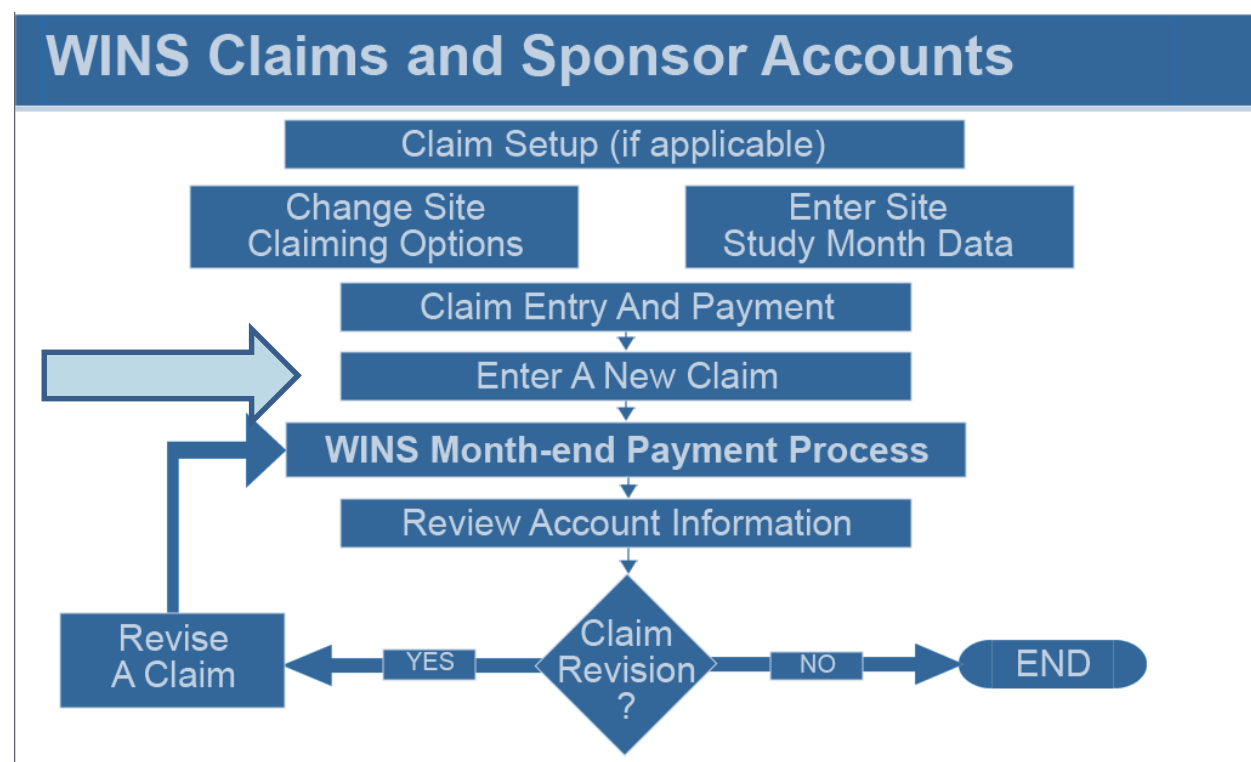 WINS Claims and Sponsor Accounts
Claim Setup (if applicable)
Change Site
Claiming Options
Enter Site
Study Month Data
Claim Entry And Payment
Enter A New Claim
WINS Month-end Payment Process
Review Account Information
Claim
Revision
?
YES
Revise
A Claim
NO
END